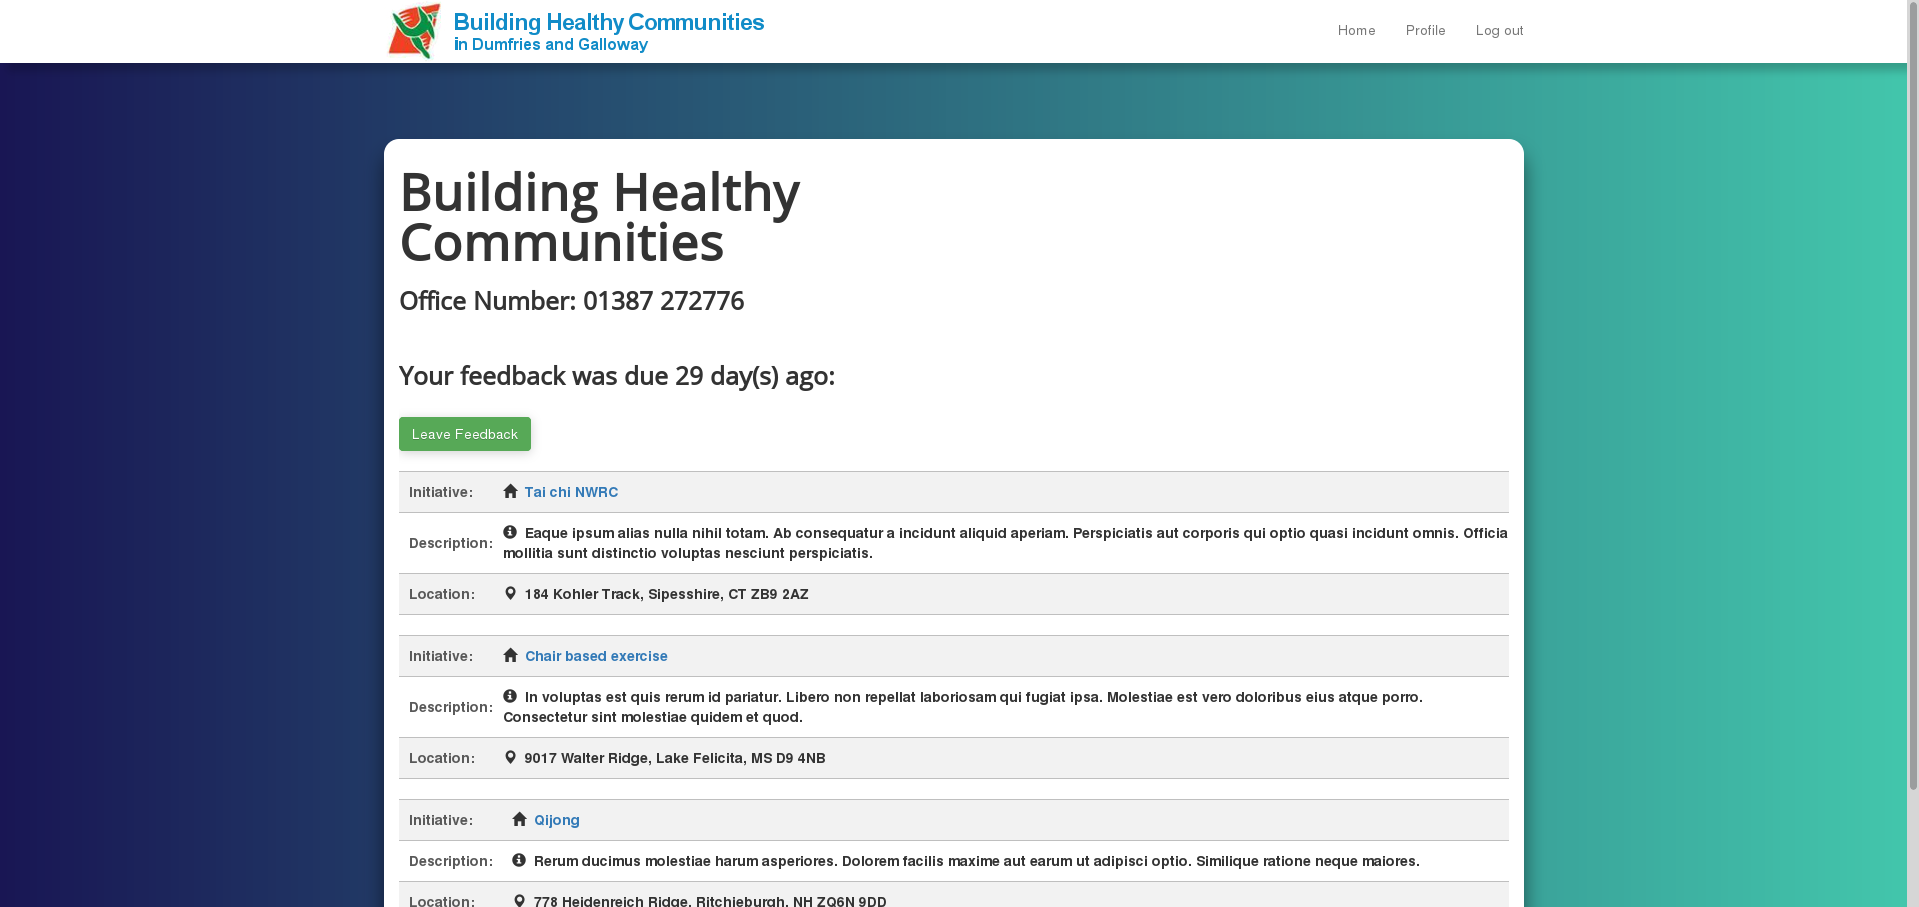 Building Healthy Communities
in Dumfries and Galloway
Home Profile Log out
Building Healthy
Communities
Office Number: 01387 272776
Your feedback was due 29 day(s) ago:
Leave Feedback
Initiative: Tai chi NWRC
Description: Eaque ipsum alias nulla nihil totam. Ab consequatur a incidunt aliquid aperiam. Perspiciatis aut corporis qui optio quasi incidunt omnis. Officia
mollitia sunt distinctio voluptas nesciunt perspiciatis.
Location: 184 Kohler Track, Sipesshire, CT ZB9 2AZ
Initiative: Chair based exercise
Description: In voluptas est quis rerum id pariatur. Libero non repellat laboriosam qui fugiat ipsa. Molestiae est vero doloribus eius atque porro.
Consectetur sint molestiae quidem et quod.
Location: 9017 Walter Ridge, Lake Felicita, MS D9 4NB
Initiative: Qijong
Description: Rerum ducimus molestiae harum asperiores. Dolorem facilis maxime aut earum ut adipisci optio. Similique ratione neque maiores.
Location: 778 Heidenreich Ridge, Ritchieburgh, NH ZQ6N 9DD